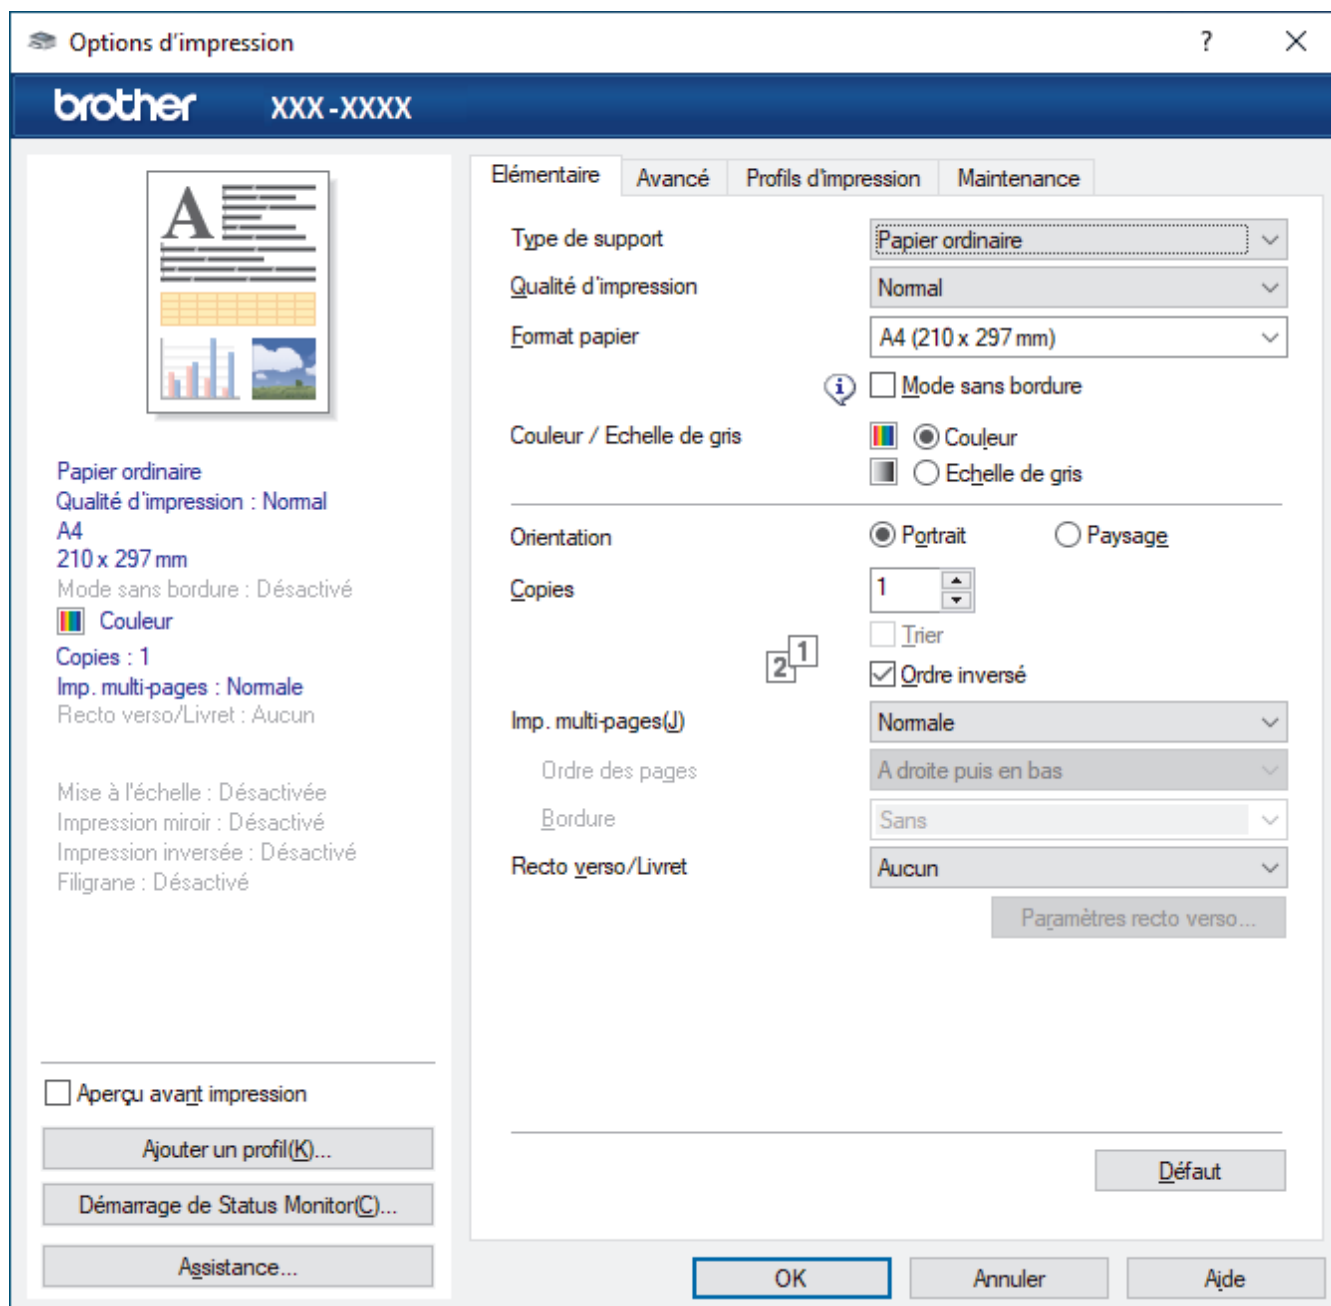 Options d'impression
brother XXX-XXXX
A
Papier ordinaire
Qualité d'impression : Normal
A4
210 x 297 mm
Mode sans bordure : Désactivé
Couleur
Copies : 1
Imp. multi-pages : Normale
Recto verso/Livret : Aucun
Mise à l'échelle : Désactivée
Impression miroir : Désactivé
Impression inversée : Désactivé
Filigrane : Désactivé
Aperçu avant impression
Ajouter un profil(K)...
Démarrage de Status Monitor(C)...
Assistance...
Elémentaire Avancé Profils d'impression Maintenance
Type de support Papier ordinaire
Qualité d'impression Normal
Format papier A4 (210 x 297 mm)
Mode sans bordure
Couleur / Echelle de gris Couleur
Echelle de gris
Orientation Portrait Paysage
Copies 1
Trier
2 1
Ordre inversé
Imp. multi-pages(J) Normale
Ordre des pages A droite puis en bas
Bordure Sans
Recto verso/Livret Aucun
Paramètres recto verso...
Défaut
OK Annuler Aide